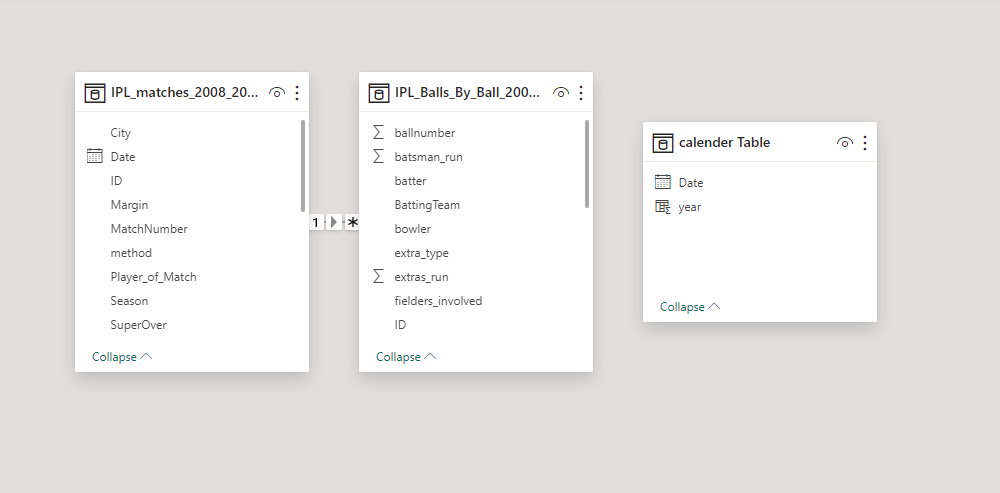 IPL_matches_2008_20...
City
Date
ID
Margin
MatchNumber
method
Player_of_Match
Season
SuperOver
Collapse
1
*
IPL_Balls_By_Ball_200...
ballnumber
batsman_run
batter
BattingTeam
bowler
extra_type
extras_run
fielders_involved
ID
Collapse
calender Table
Date
year
Collapse